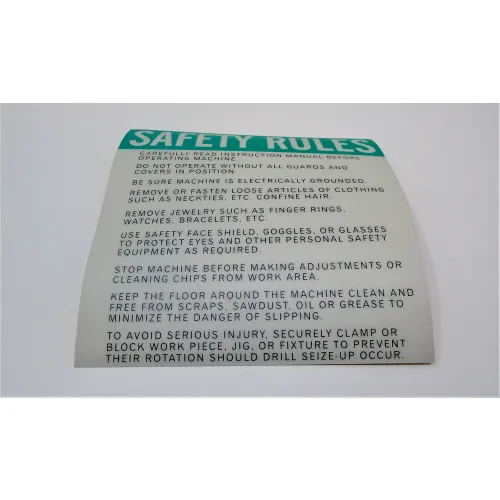 SAFETY RULES
CAREFULLY READ INSTRUCTION MANUAL BEFORE
OPERATING MACHINE.
DO NOT OPERATE WITHOUT ALL GUARDS AND
COVERS IN POSITION
BE SURE MACHINE IS ELECTRICALLY GROUNDED.
REMOVE OR FASTEN LOOSE ARTICLES OF CLOTHING
SUCH AS NECKTIES, ETC CONFINE HAIR.
REMOVE JEWELRY SUCH AS FINGER RINGS,
WATCHES, BRACELETS, ETC.
USE SAFETY FACE SHIELD, GOGGLES, OR GLASSES
TO PROTECT EYES AND OTHER PERSONAL SAFETY
EQUIPMENT AS REQUIRED.
STOP MACHINE BEFORE MAKING ADJUSTMENTS OR
CLEANING CHIPS FROM WORK AREA.
KEEP THE FLOOR AROUND THE MACHINE CLEAN AND
FREE FROM SCRAPS, SAWDUST, OIL OR GREASE TO
MINIMIZE THE DANGER OF SLIPPING.
TO AVOID SERIOUS INJURY, SECURELY CLAMP OR
BLOCK WORK PIECE, JIG, OR FIXTURE TO PREVENT
THEIR ROTATION SHOULD DRILL SEIZE-UP OCCUR.